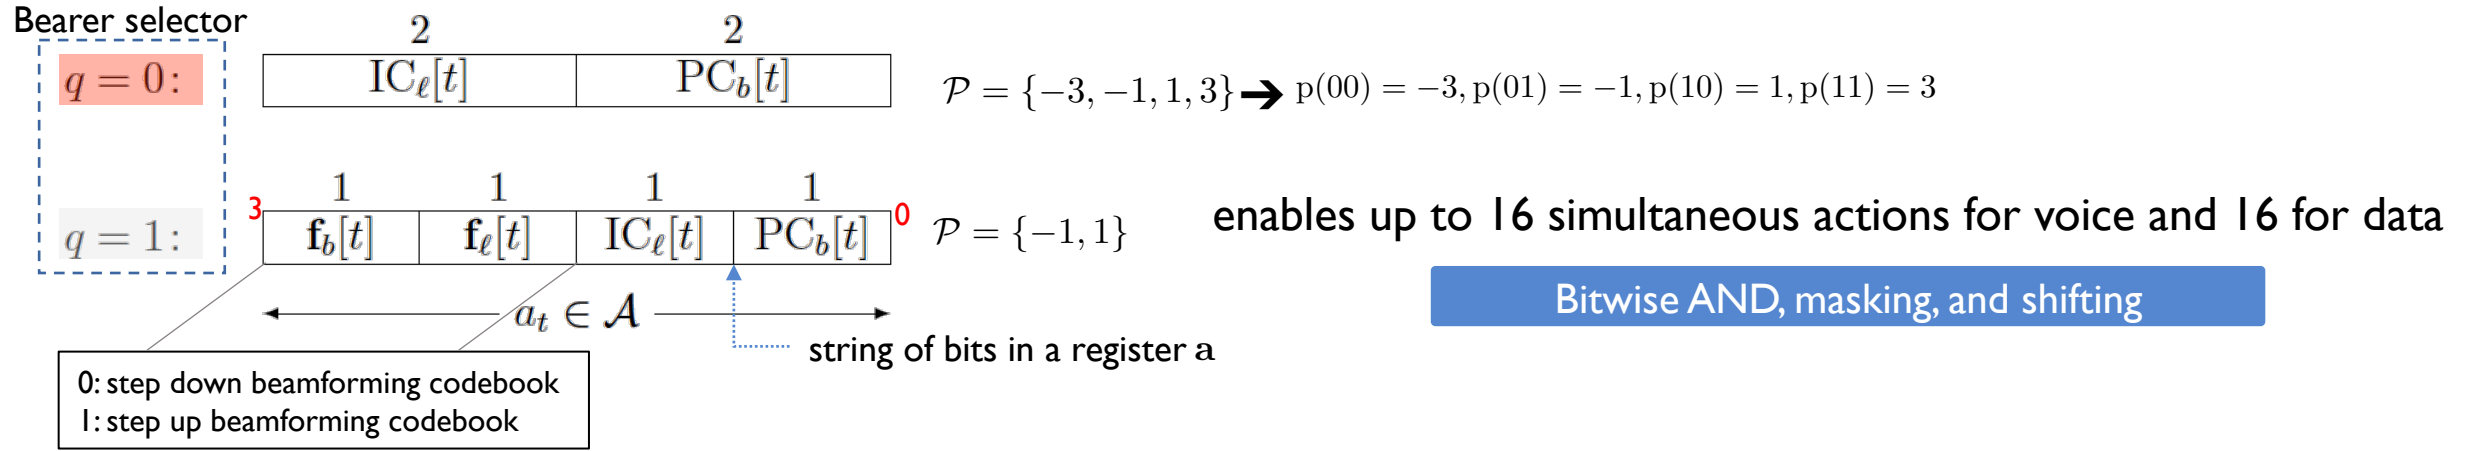 Bearer selector
2 2
q = 0: IC_ℓ[t] PC_b[t] 𝒫 = {−3, −1, 1, 3} ➔ p(00) = −3, p(01) = −1, p(10) = 1, p(11) = 3
1 1 1 1
3 0
q = 1: f_b[t] f_ℓ[t] IC_ℓ[t] PC_b[t] 𝒫 = {−1, 1}
enables up to 16 simultaneous actions for voice and 16 for data
Bitwise AND, masking, and shifting
a_t ∈ 𝒜
string of bits in a register a
0: step down beamforming codebook
1: step up beamforming codebook